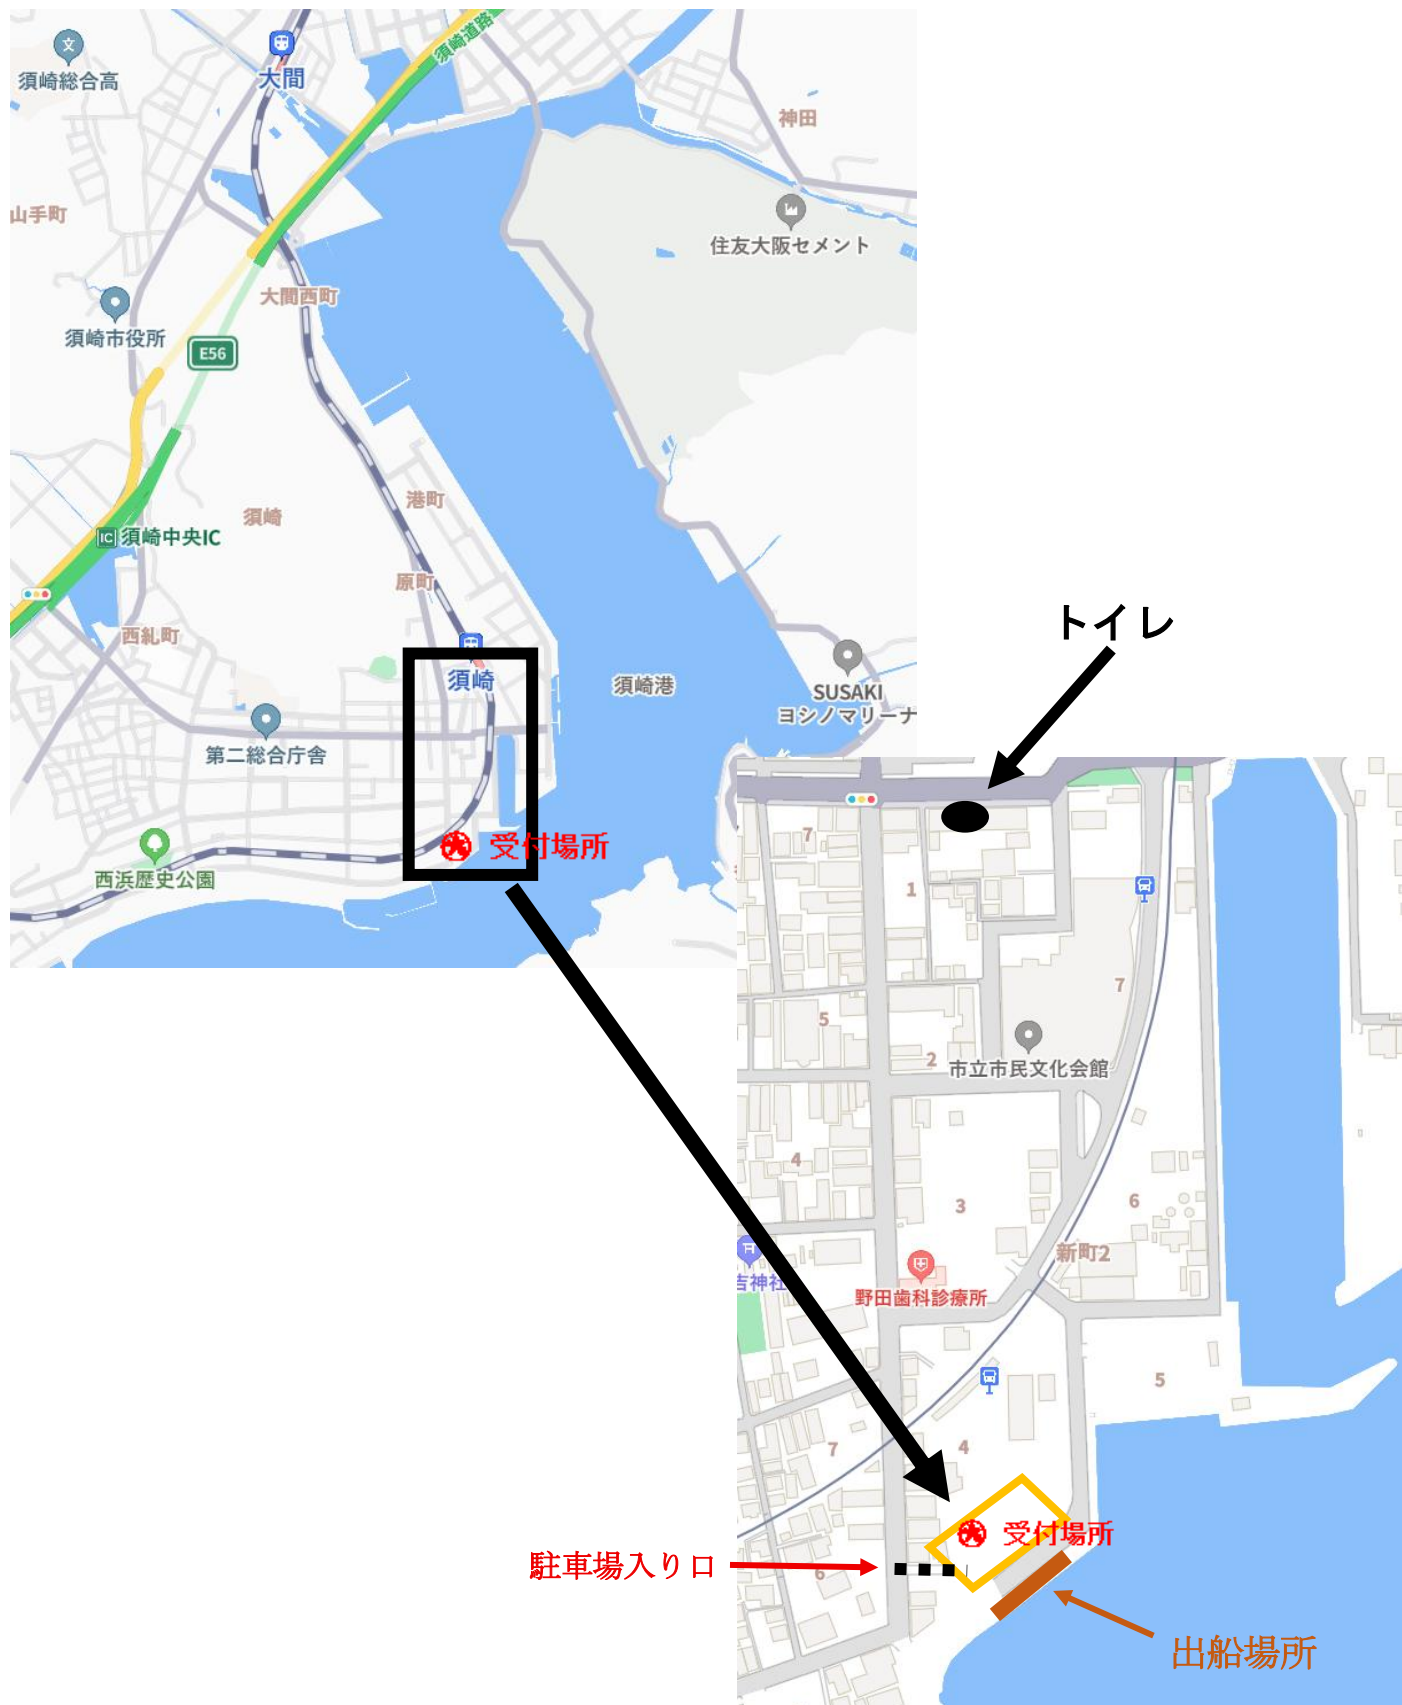 須崎道路
須崎総合高
大間
神田
山手町
住友大阪セメント
大間西町
須崎市役所
E56
港町
須崎
IC 須崎中央IC
原町
西糺町
須崎
須崎港
SUSAKI
ヨシノマリーナ
第二総合庁舎
受付場所
西浜歴史公園
トイレ
7
1
7
5
2
市立市民文化会館
4
3
6
新町2
吉神社
野田歯科診療所
5
7
4
受付場所
駐車場入り口
6
出船場所